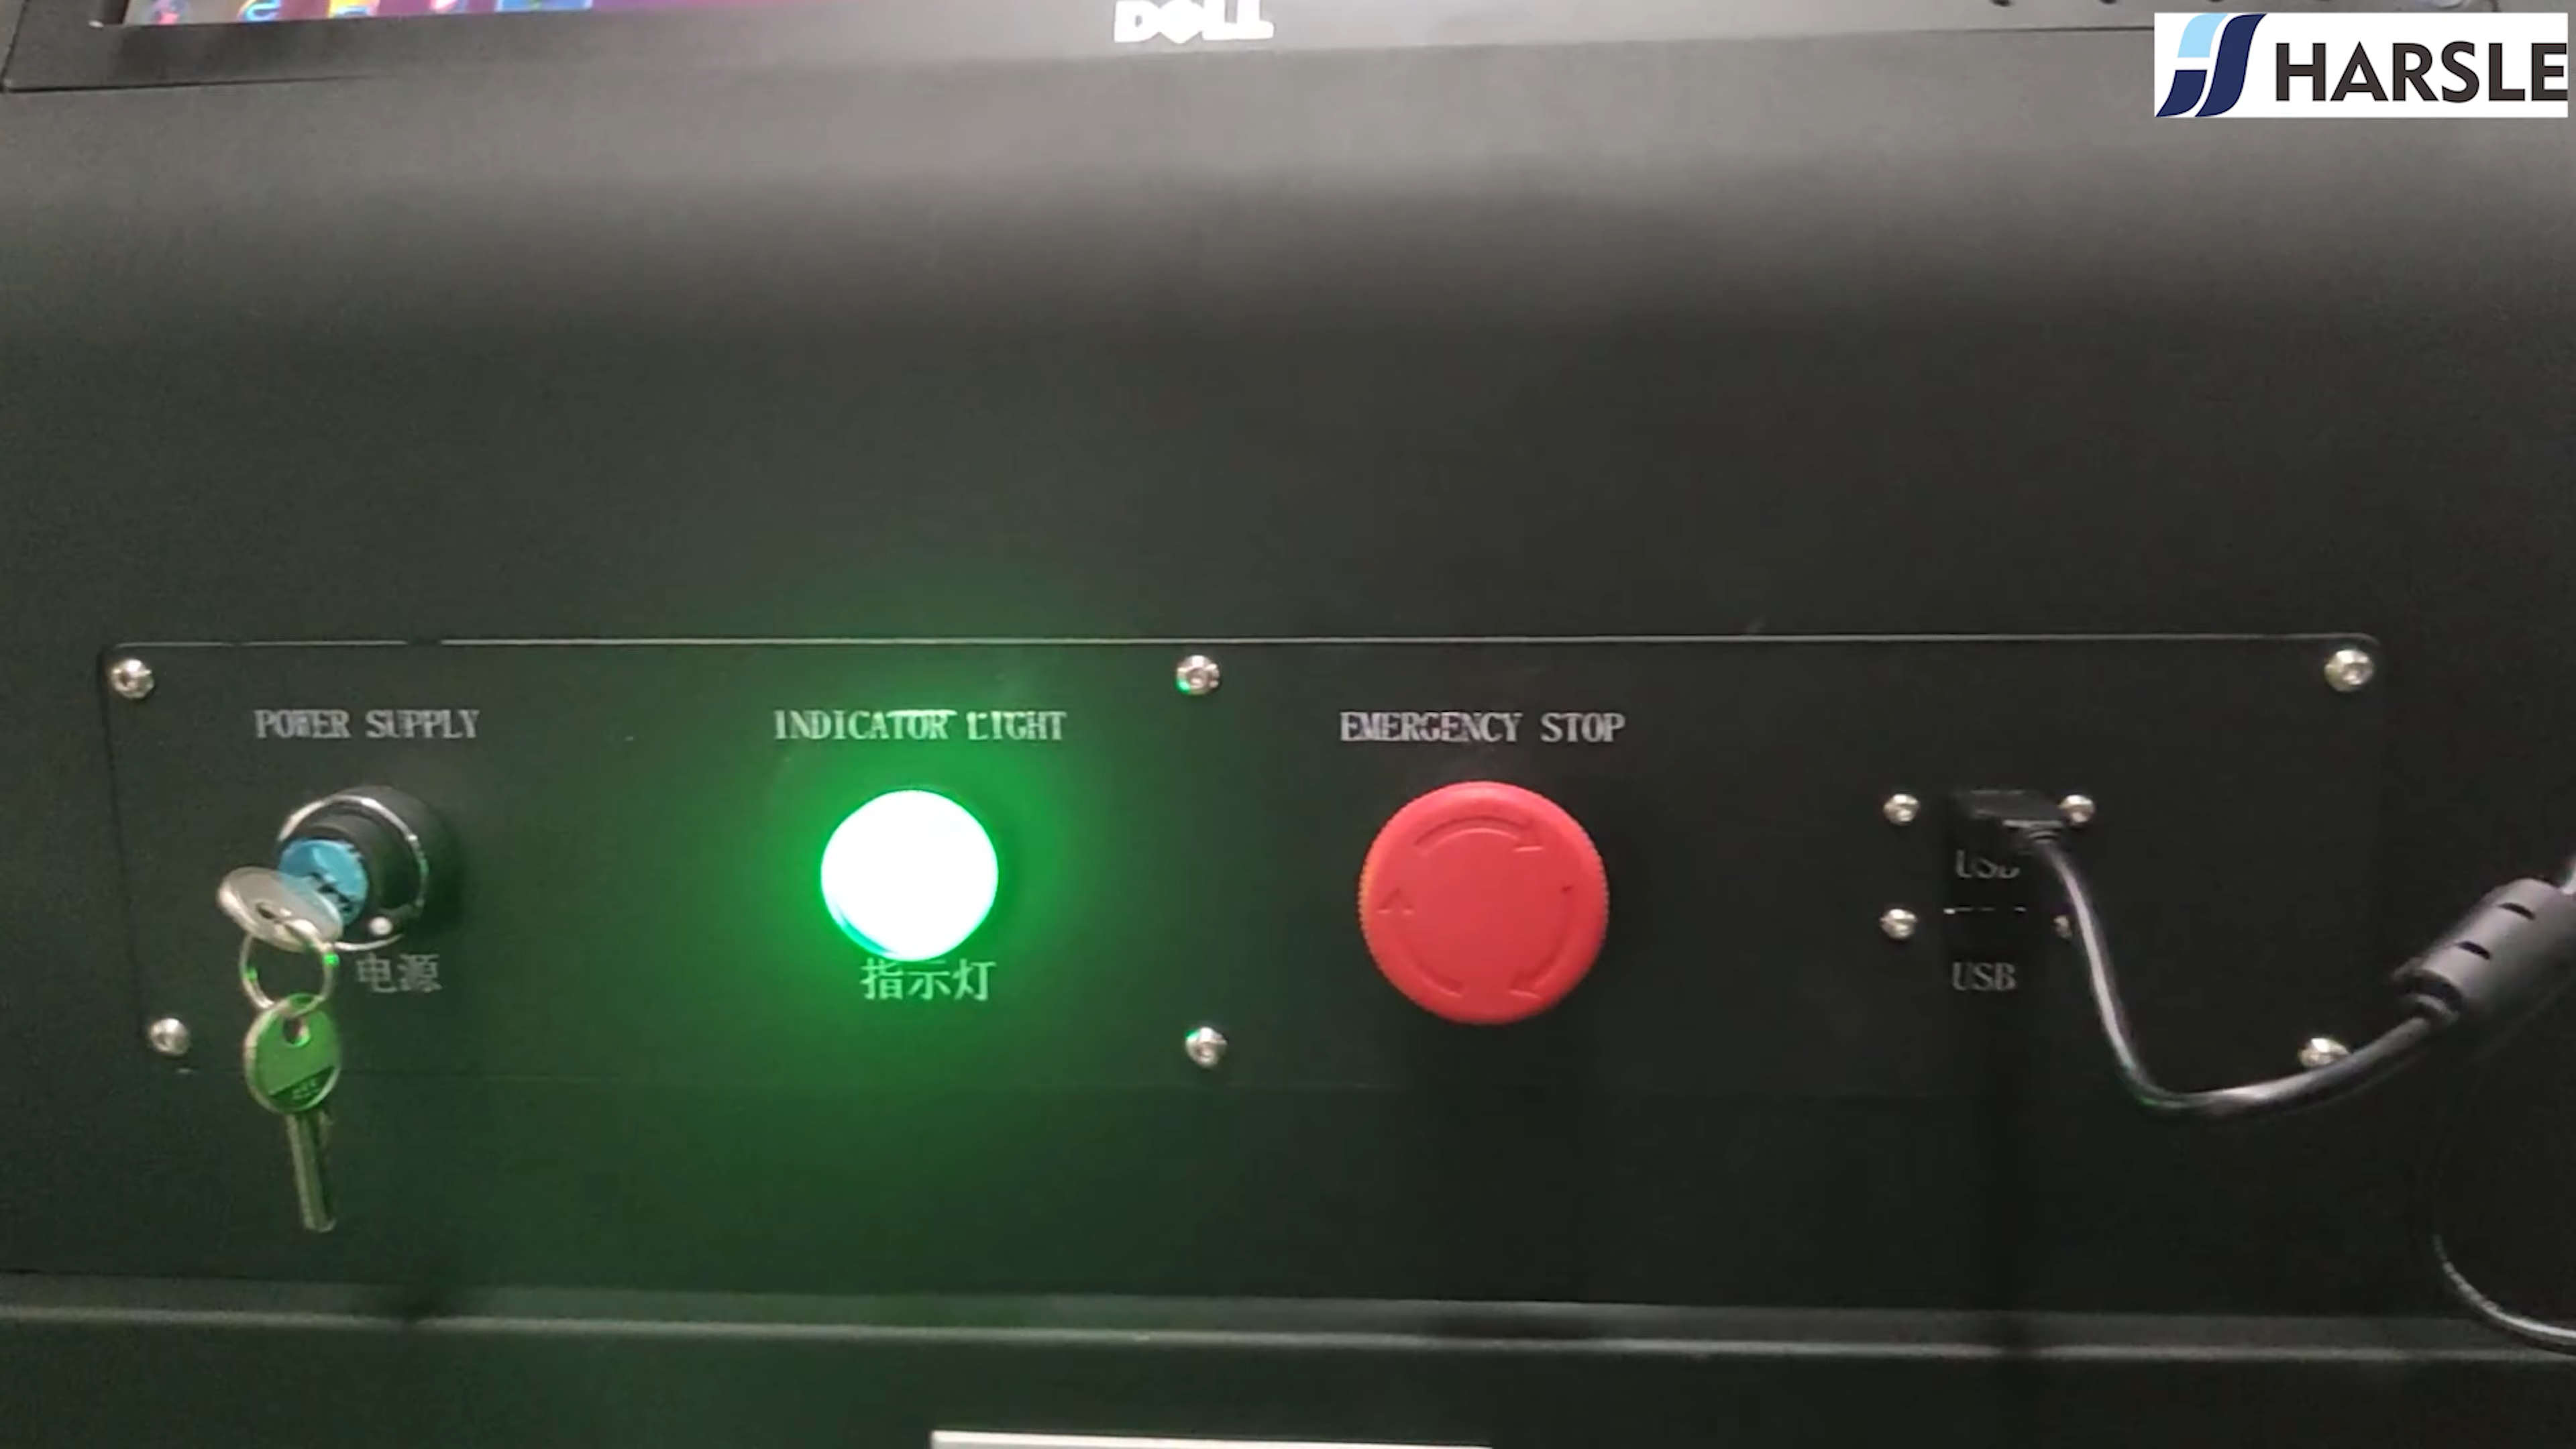 DELL
HARSLE
POWER SUPPLY
INDICATOR LIGHT
EMERGENCY STOP
电源
指示灯
USB
USB